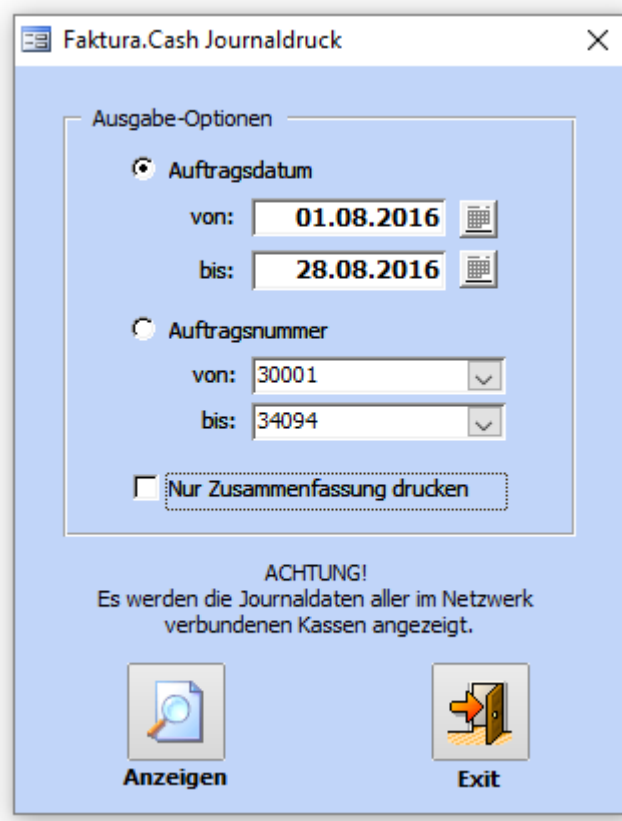 Faktura.Cash Journaldruck
Ausgabe-Optionen
Auftragsdatum
von: 01.08.2016
bis: 28.08.2016
Auftragsnummer
von: 30001
bis: 34094
Nur Zusammenfassung drucken
ACHTUNG!
Es werden die Journaldaten aller im Netzwerk
verbundenen Kassen angezeigt.
Anzeigen Exit